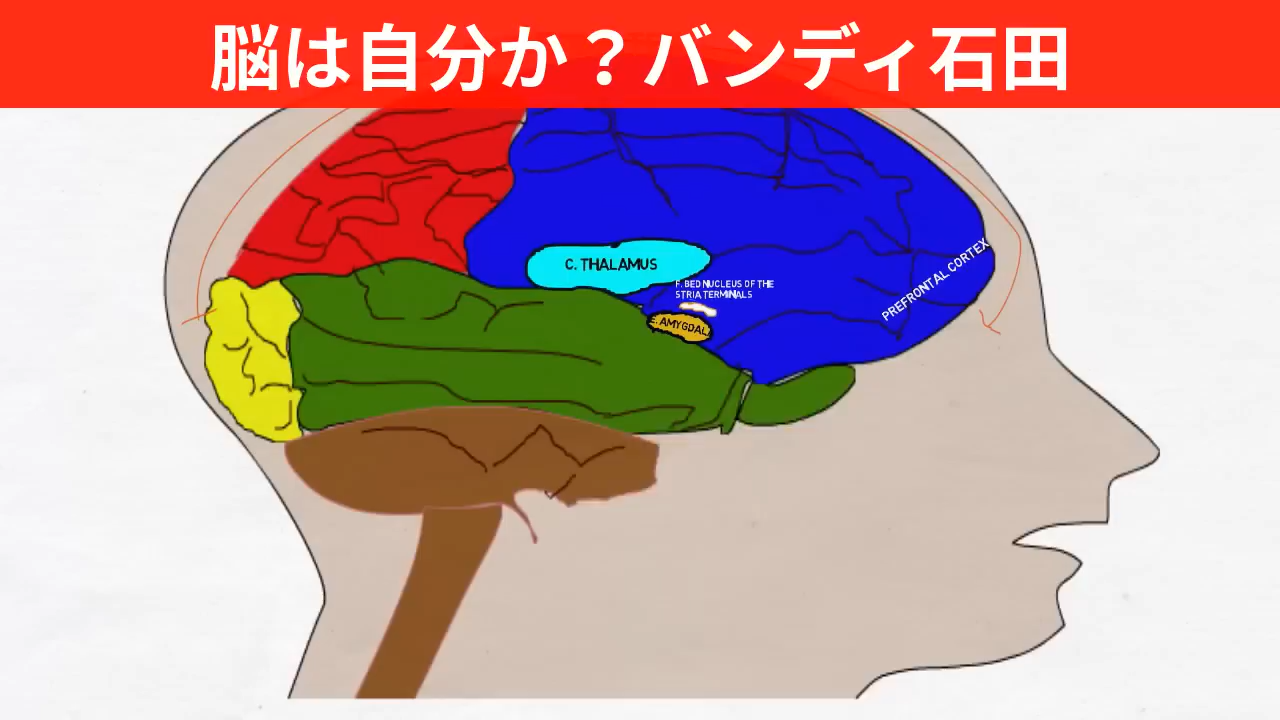 脳は自分か？バンディ石田
C. THALAMUS
F. BED NUCLEUS OF THE
STRIA TERMINALS
E. AMYGDALA
PREFRONTAL CORTEX